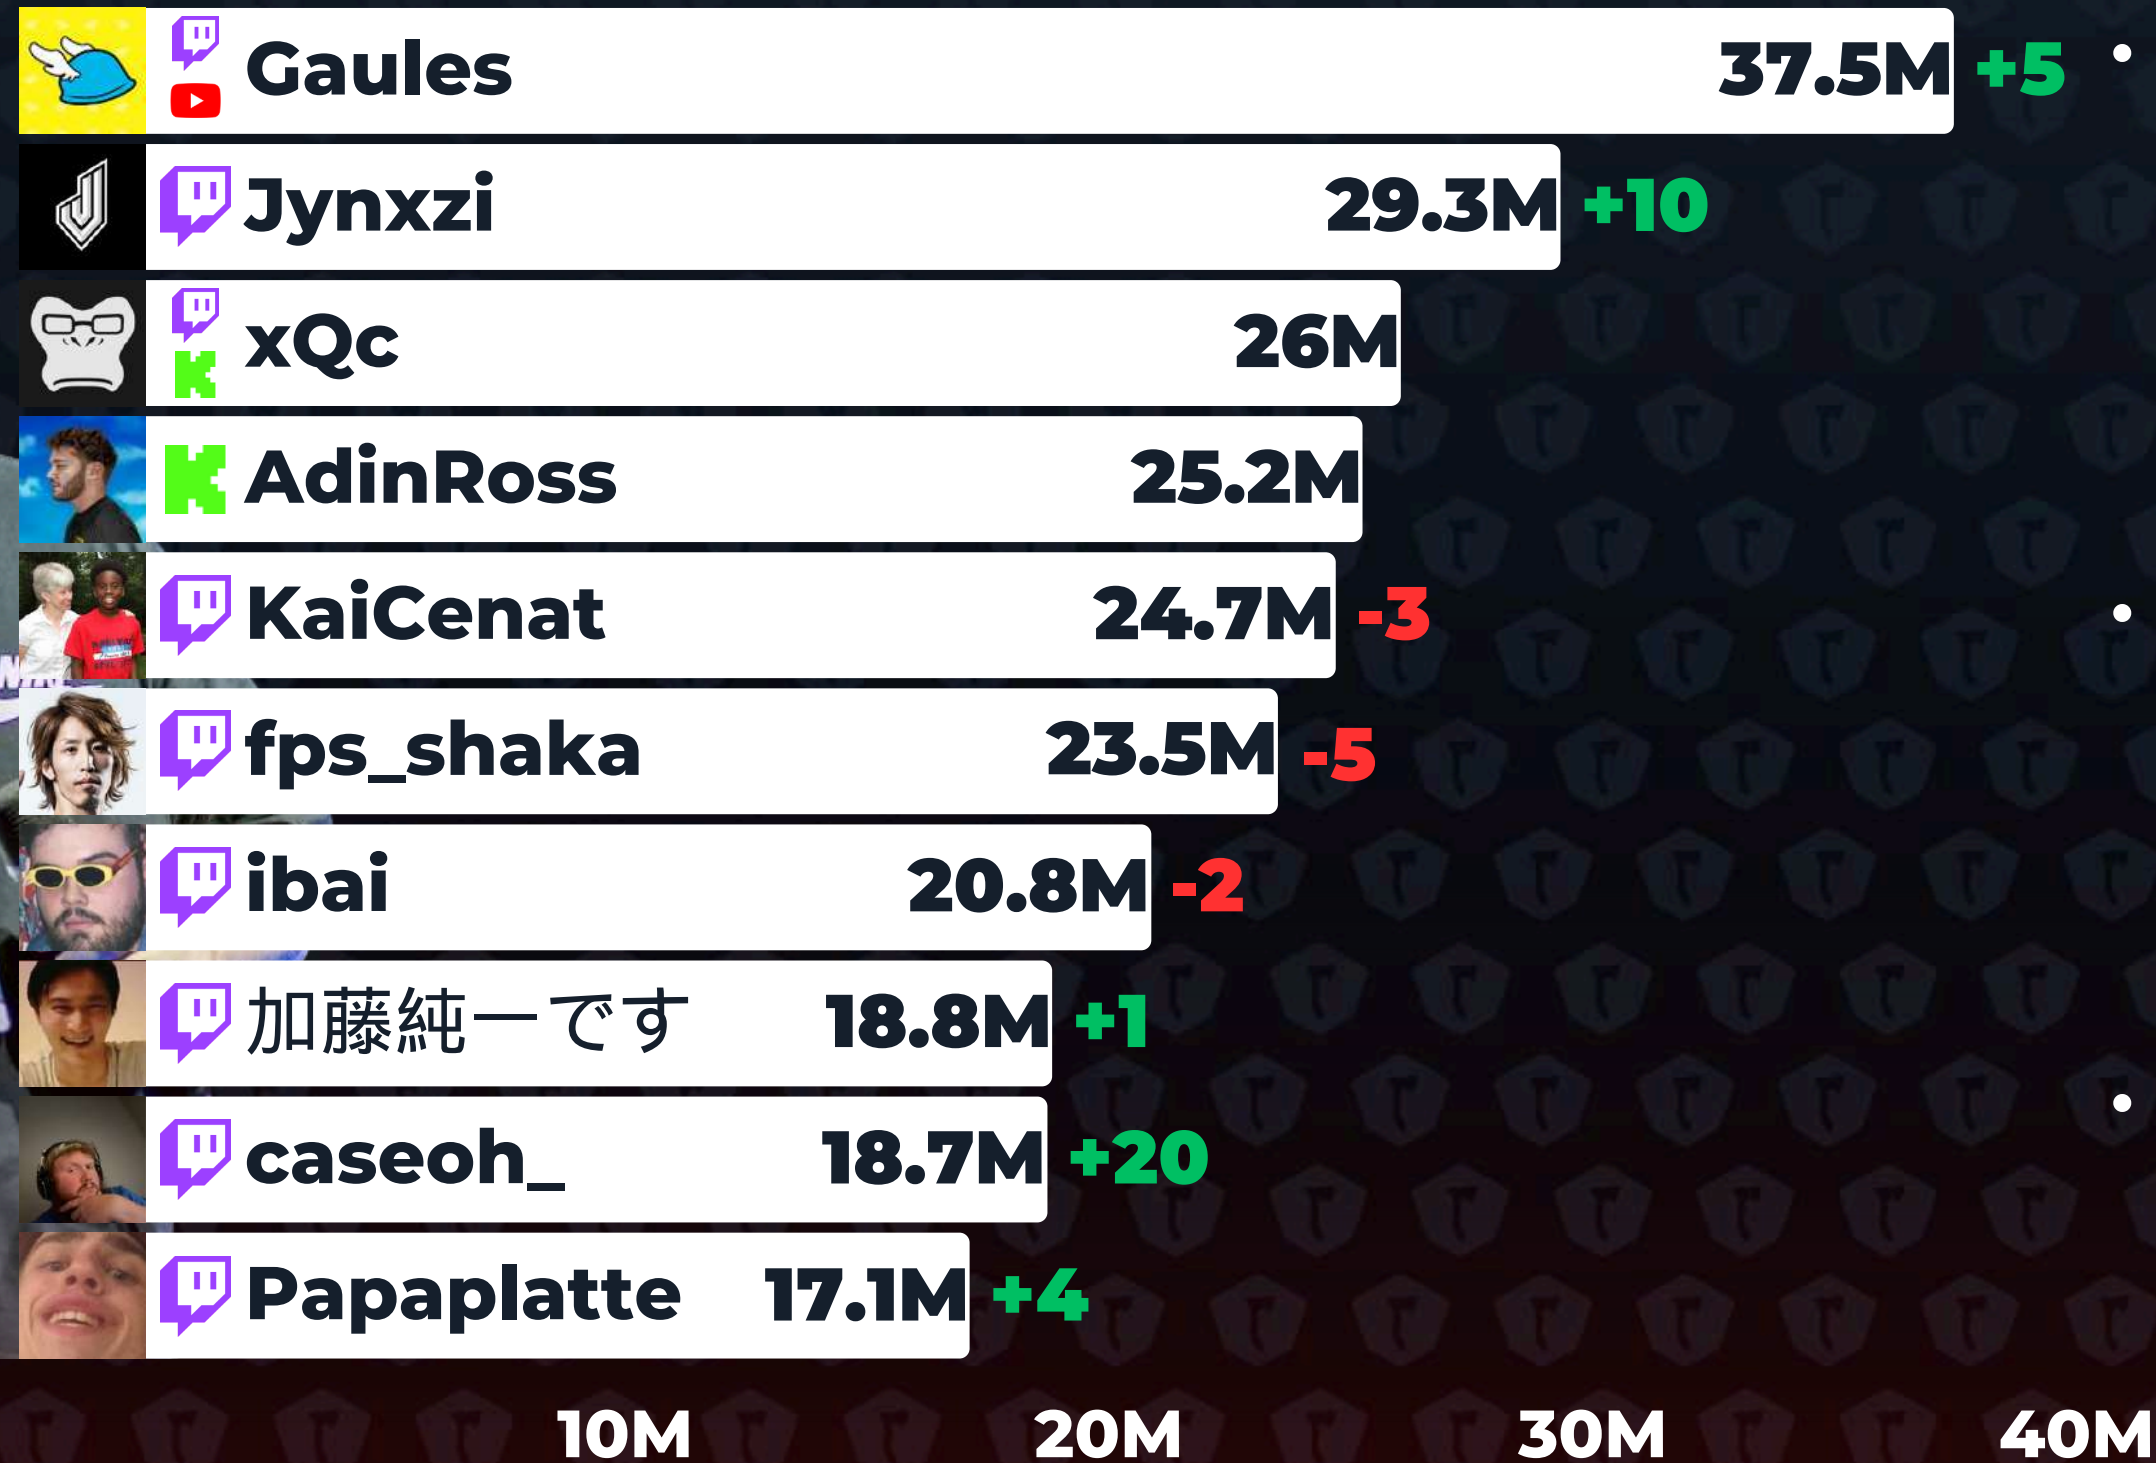 Gaules 37.5M +5
Jynxzi 29.3M +10
xQc 26M
AdinRoss 25.2M
KaiCenat 24.7M -3
fps_shaka 23.5M -5
ibai 20.8M -2
加藤純一です 18.8M +1
caseoh_ 18.7M +20
Papaplatte 17.1M +4
10M 20M 30M 40M